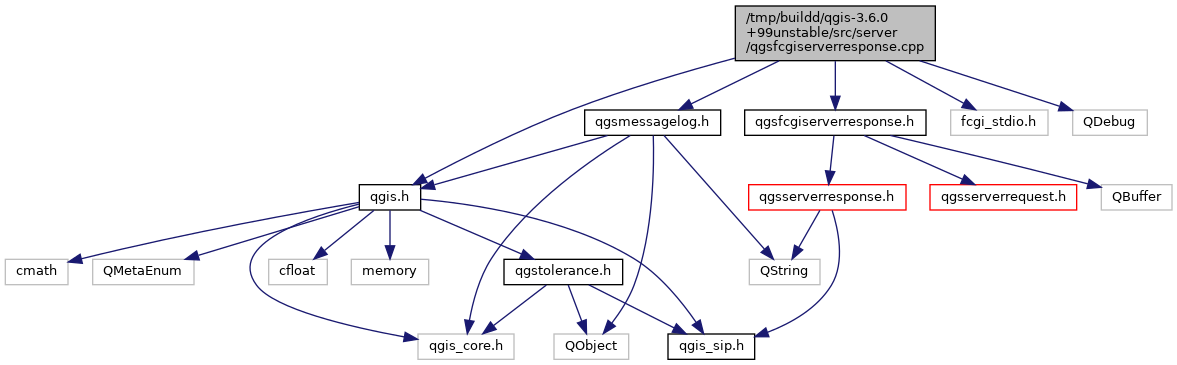 /tmp/buildd/qgis-3.6.0
+99unstable/src/server
/qgsfcgiserverresponse.cpp
qgsmessagelog.h
qgsfcgiserverresponse.h
fcgi_stdio.h
QDebug
qgis.h
qgsserverresponse.h
qgsserverrequest.h
QBuffer
cmath
QMetaEnum
cfloat
memory
qgstolerance.h
QString
qgis_core.h
QObject
qgis_sip.h